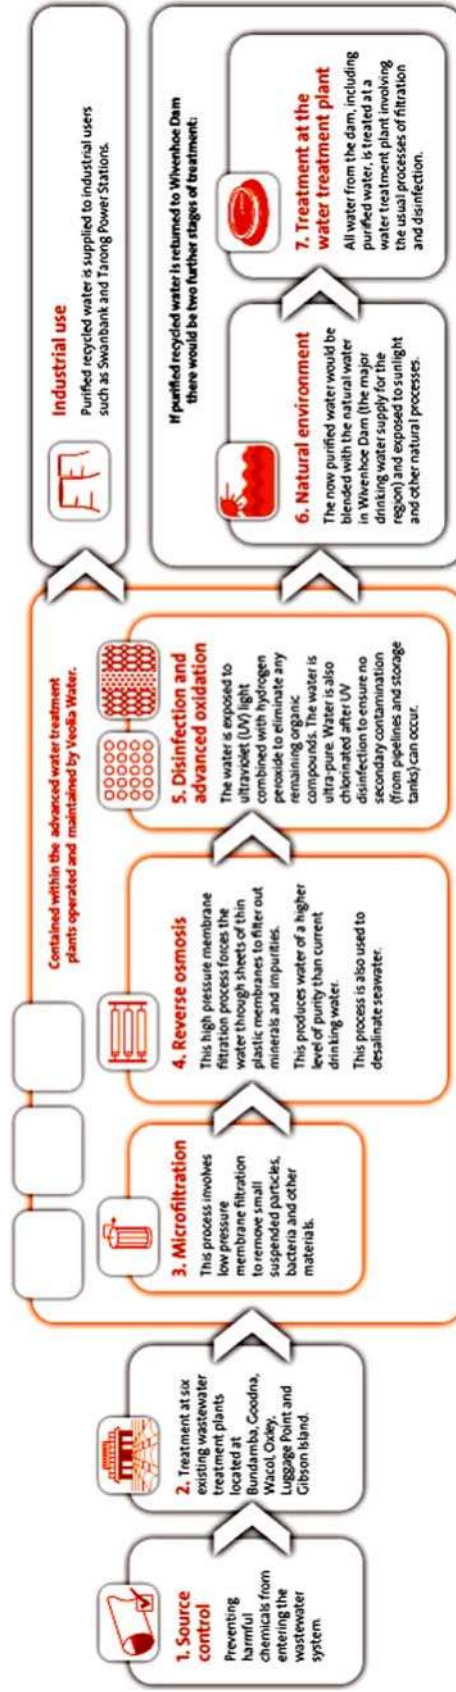 1. Source
control
Preventing
harmful
chemicals from
entering the
wastewater
system
2. Treatment at six
existing wastewater
treatment plants
located at
Bundamba, Goodna,
Wacol, Oxley,
Luggage Point and
Gibson Island.
Contained within the advanced water treatment
plants operated and maintained by Veolia Water.
3. Microfiltration
This process involves
low pressure
membrane filtration
to remove small
suspended particles,
bacteria and other
materials.
4. Reverse osmosis
This high pressure membrane
filtration process forces the
water through sheets of thin
plastic membranes to filter out
minerals and impurities.
This produces water of a higher
level of purity than current
drinking water.
This process is also used to
desalinate seawater.
5. Disinfection and
advanced oxidation
The water is exposed to
ultraviolet (UV) light
combined with hydrogen
peroxide to eliminate any
remaining organic
compounds. The water is
ultra-pure. Water is also
chlorinated after UV
disinfection to ensure no
secondary contamination
(from pipelines and storage
tanks) can occur.
Industrial use
Purified recycled water is supplied to industrial users
such as Swanbank and Tarong Power Stations.
If purified recycled water is returned to Wivenhoe Dam
there would be two further stages of treatment:
6. Natural environment
The now purified water would be
blended with the natural water
in Wivenhoe Dam (the major
drinking water supply for the
region) and exposed to sunlight
and other natural processes.
7. Treatment at the
water treatment plant
All water from the dam, including
purified water, is treated at a
water treatment plant involving
the usual processes of filtration
and disinfection.